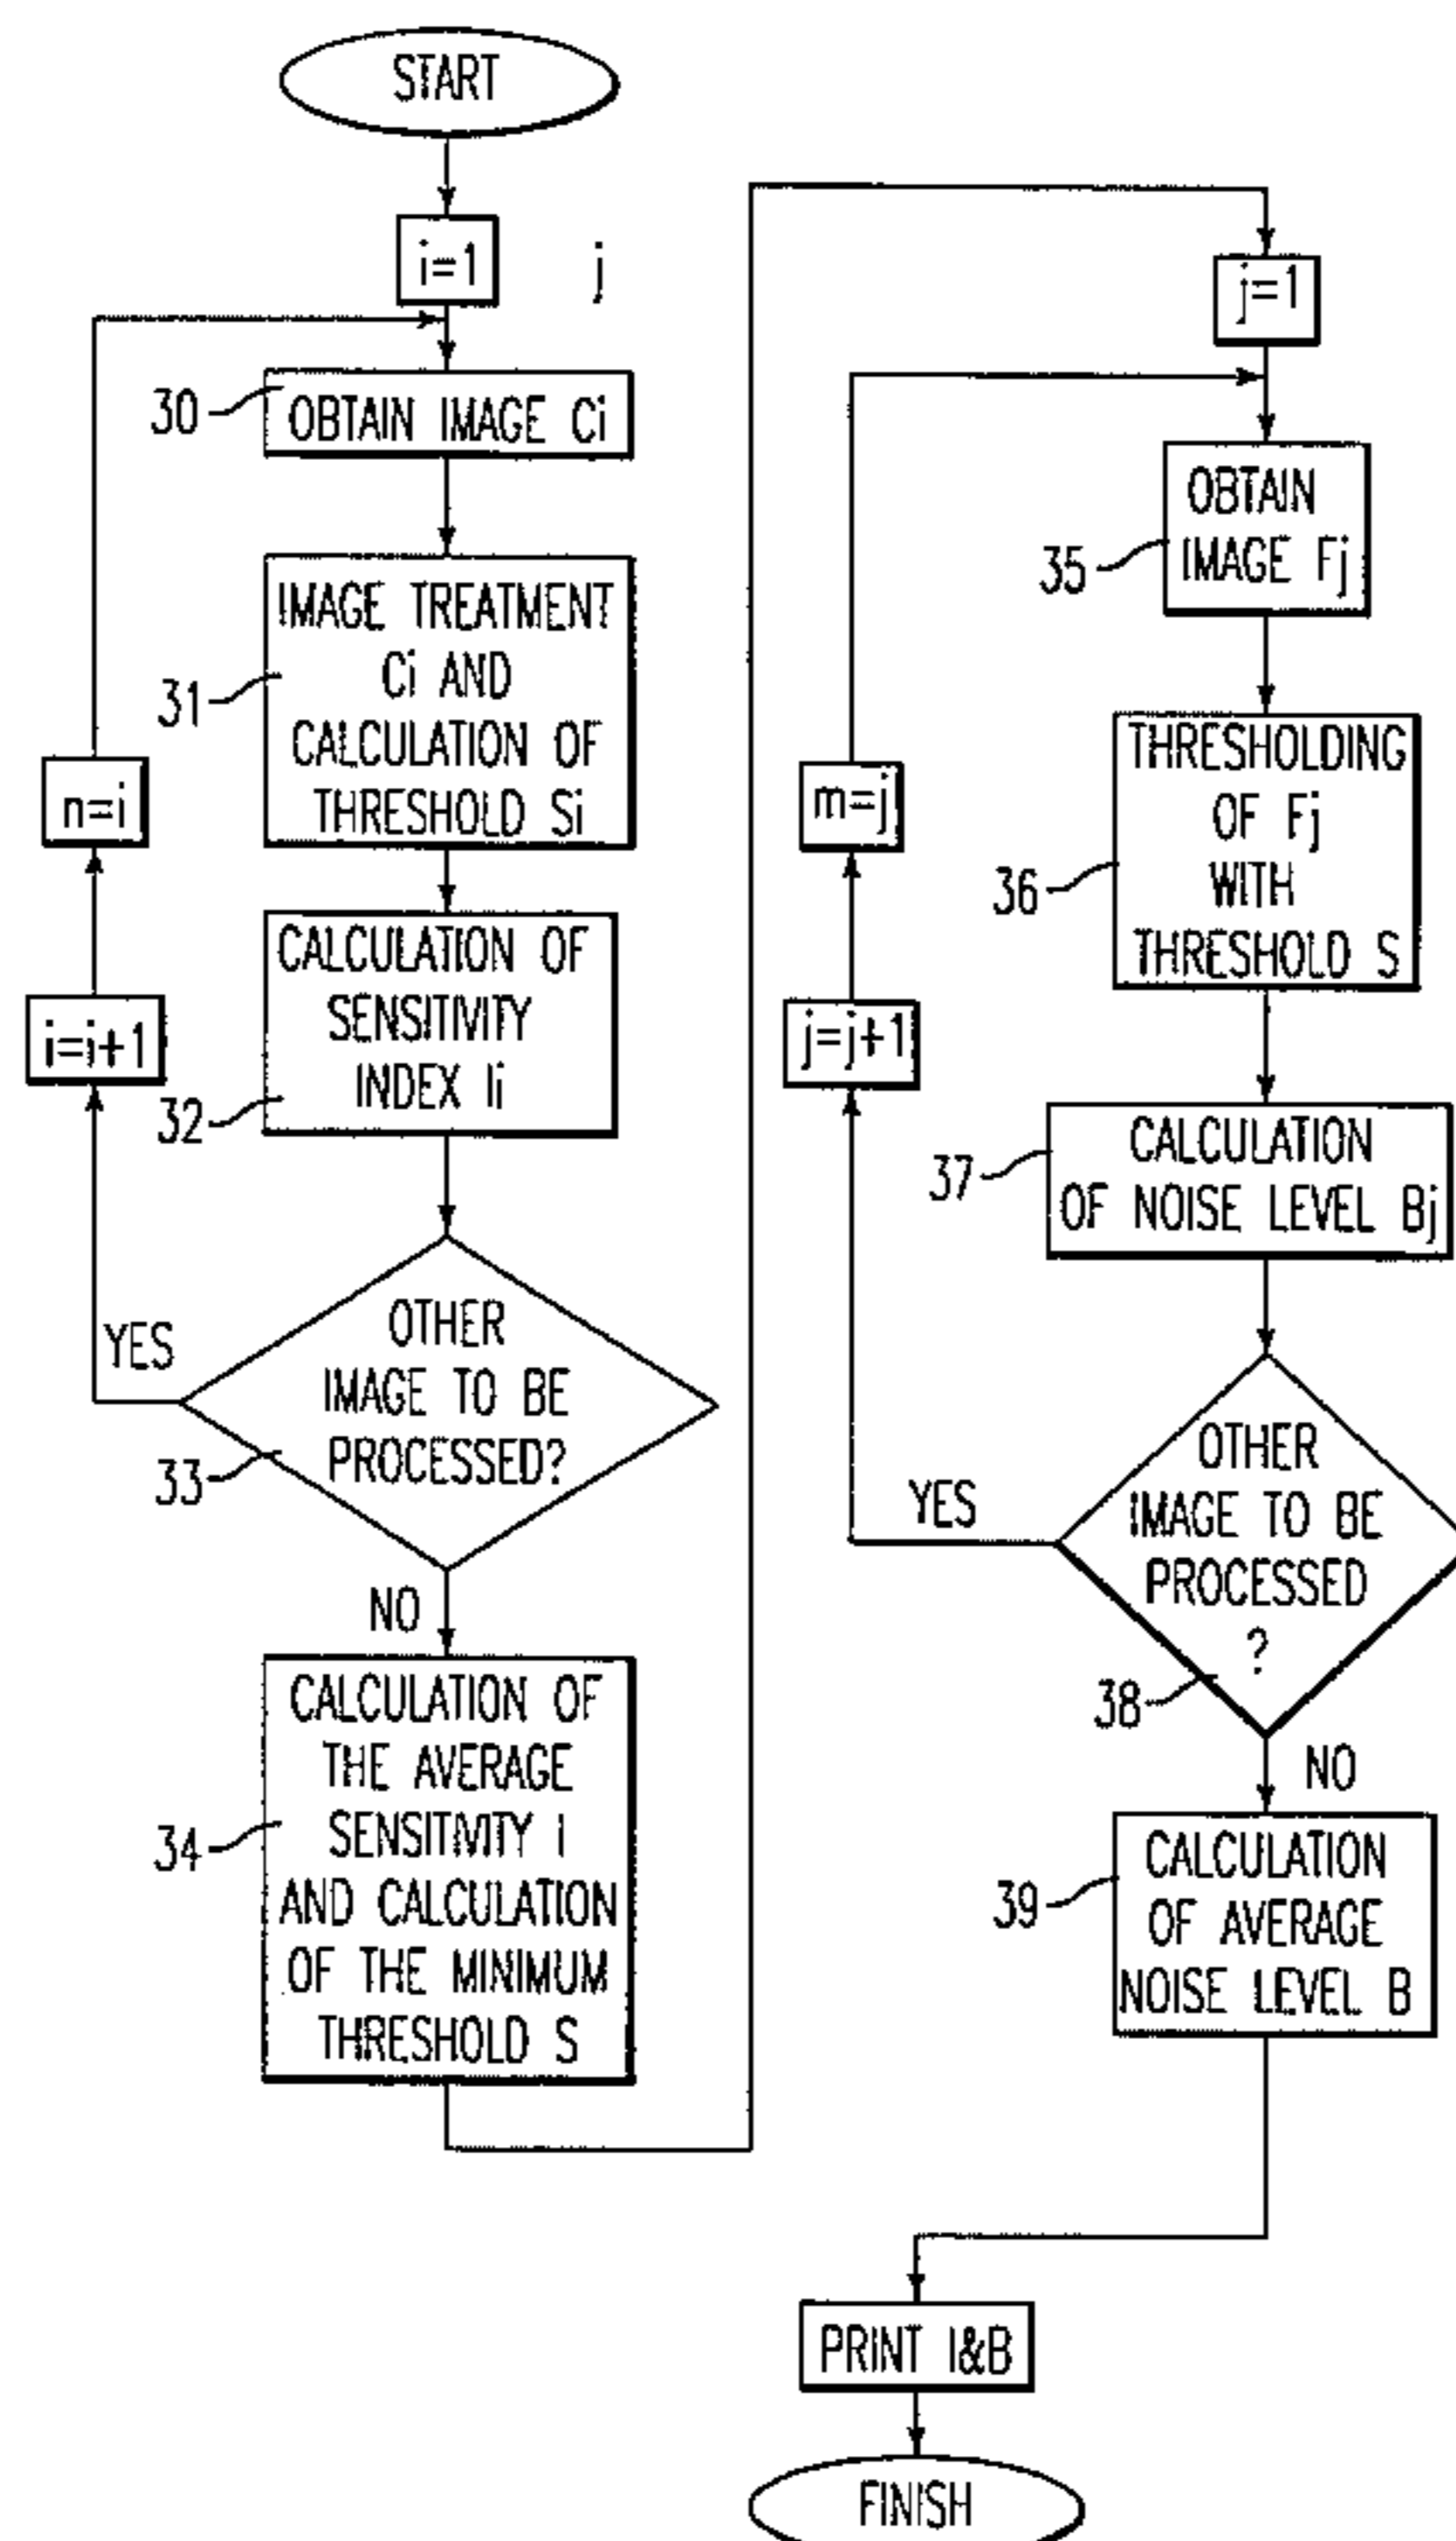 START
i=1
j
30
OBTAIN IMAGE Ci
31
IMAGE TREATMENT
Ci AND
CALCULATION OF
THRESHOLD Si
n=i
32
CALCULATION OF
SENSITIVITY
INDEX Ii
i=i+1
YES
33
OTHER
IMAGE TO BE
PROCESSED?
NO
34
CALCULATION OF
THE AVERAGE
SENSITIVITY I
AND CALCULATION
OF THE MINIMUM
THRESHOLD S
j=1
35
OBTAIN
IMAGE Fj
36
THRESHOLDING
OF Fj
WITH
THRESHOLD S
m=j
j=j+1
37
CALCULATION
OF NOISE LEVEL Bj
YES
38
OTHER
IMAGE TO BE
PROCESSED
?
NO
39
CALCULATION
OF AVERAGE
NOISE LEVEL B
PRINT I&B
FINISH